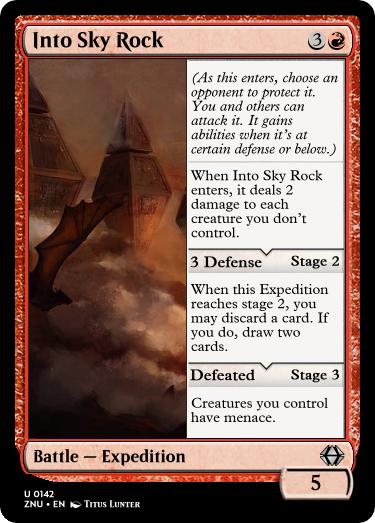 Into Sky Rock 3
(As this enters, choose an
opponent to protect it.
You and others can
attack it. It gains
abilities when it's at
certain defense or below.)
When Into Sky Rock
enters, it deals 2
damage to each
creature you don't
control.
3 Defense Stage 2
When this Expedition
reaches stage 2, you
may discard a card. If
you do, draw two
cards.
Defeated Stage 3
Creatures you control
have menace.
Battle — Expedition
5
U 0142
ZNU • EN Titus Lunter